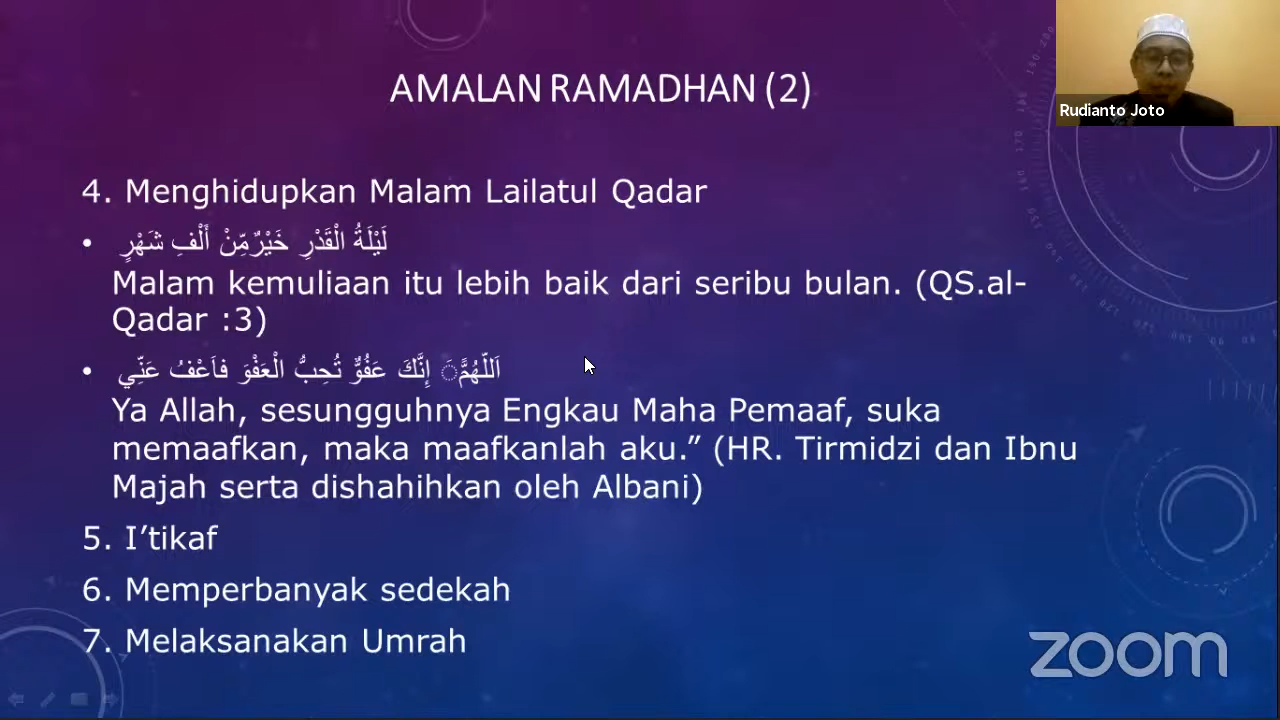 AMALAN RAMADHAN (2)
Rudianto Joto
4. Menghidupkan Malam Lailatul Qadar
• لَيْلَةُ الْقَدْرِ خَيْرٌمِّنْ أَلْفِ شَهْرٍ
Malam kemuliaan itu lebih baik dari seribu bulan. (QS.al-
Qadar :3)
• اَللّهُمَّ َ إِنَّكَ عَفُوٌّ تُحِبُّ الْعَفْوَ فاَعْفُ عَنِّي
Ya Allah, sesungguhnya Engkau Maha Pemaaf, suka
memaafkan, maka maafkanlah aku.” (HR. Tirmidzi dan Ibnu
Majah serta dishahihkan oleh Albani)
5. I’tikaf
6. Memperbanyak sedekah
7. Melaksanakan Umrah
zoom